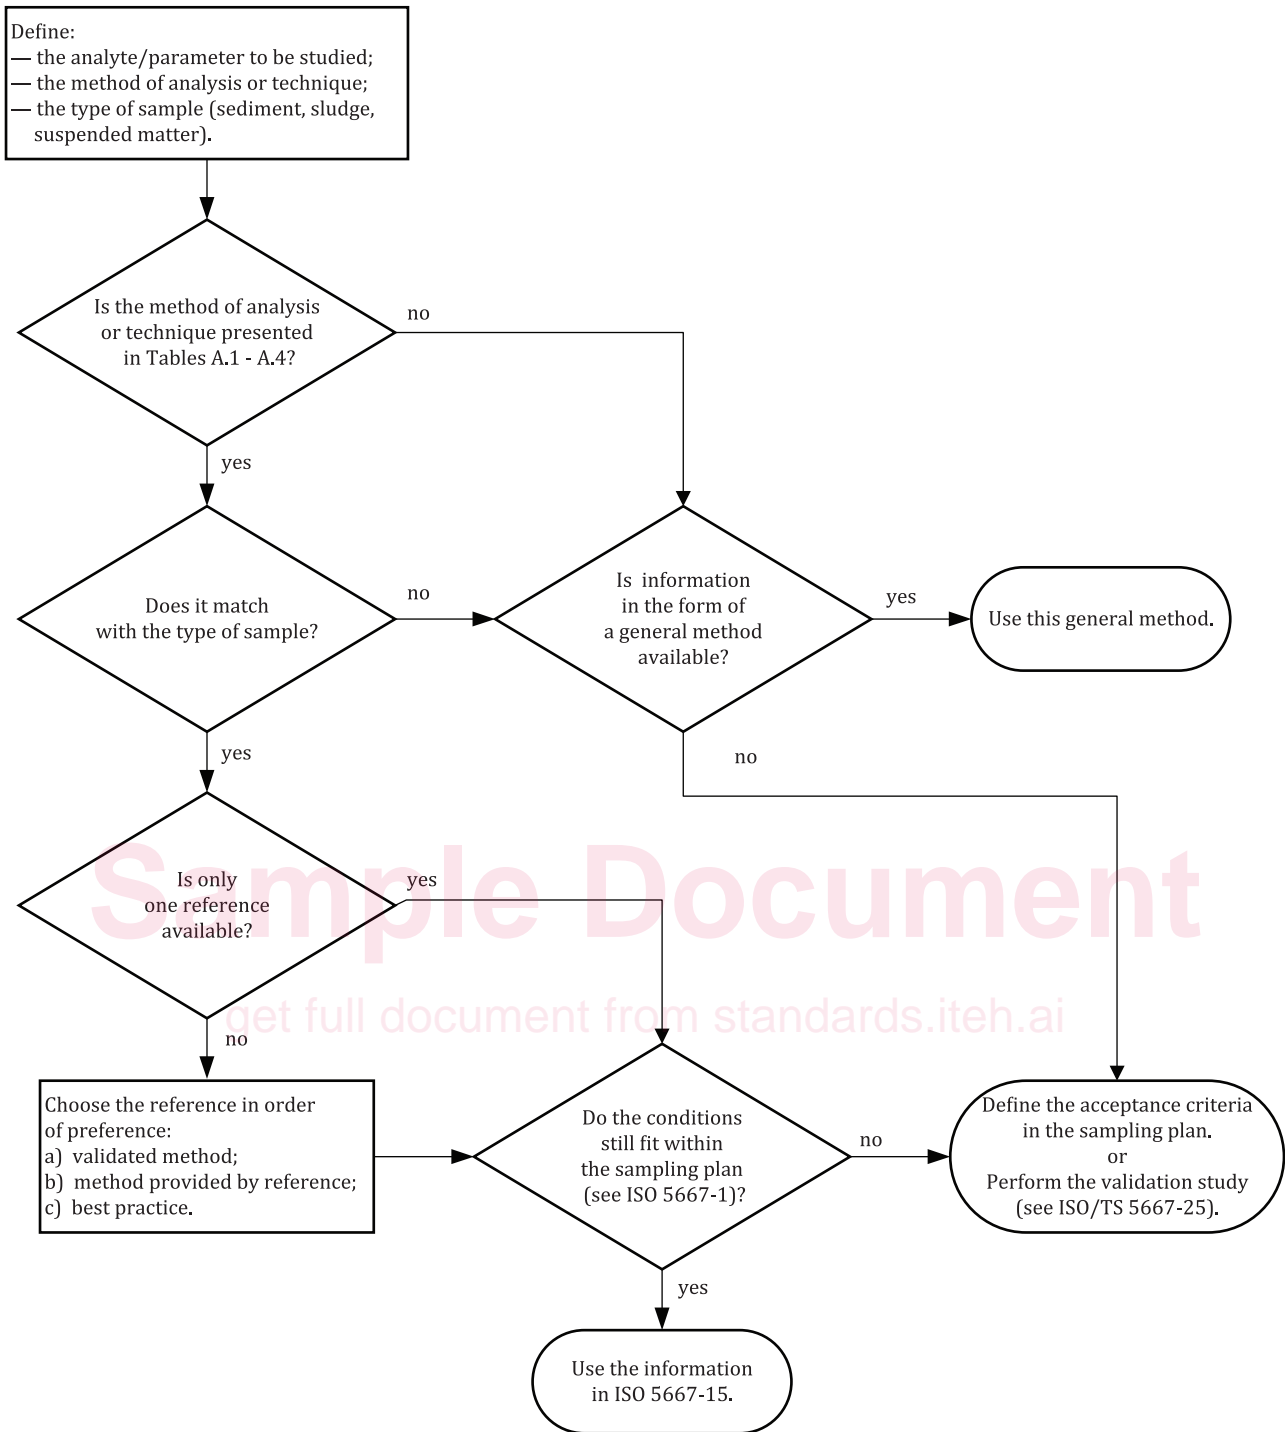 Define:
— the analyte/parameter to be studied;
— the method of analysis or technique;
— the type of sample (sediment, sludge,
suspended matter).
Is the method of analysis
or technique presented
in Tables A.1 - A.4?
no
yes
Does it match
with the type of sample?
no
Is information
in the form of
a general method
available?
yes
Use this general method.
yes
no
Sample Document
get full document from standards.iteh.ai
Is only
one reference
available?
yes
no
Choose the reference in order
of preference:
a) validated method;
b) method provided by reference;
c) best practice.
Do the conditions
still fit within
the sampling plan
(see ISO 5667-1)?
no
Define the acceptance criteria
in the sampling plan.
or
Perform the validation study
(see ISO/TS 5667-25).
yes
Use the information
in ISO 5667-15.